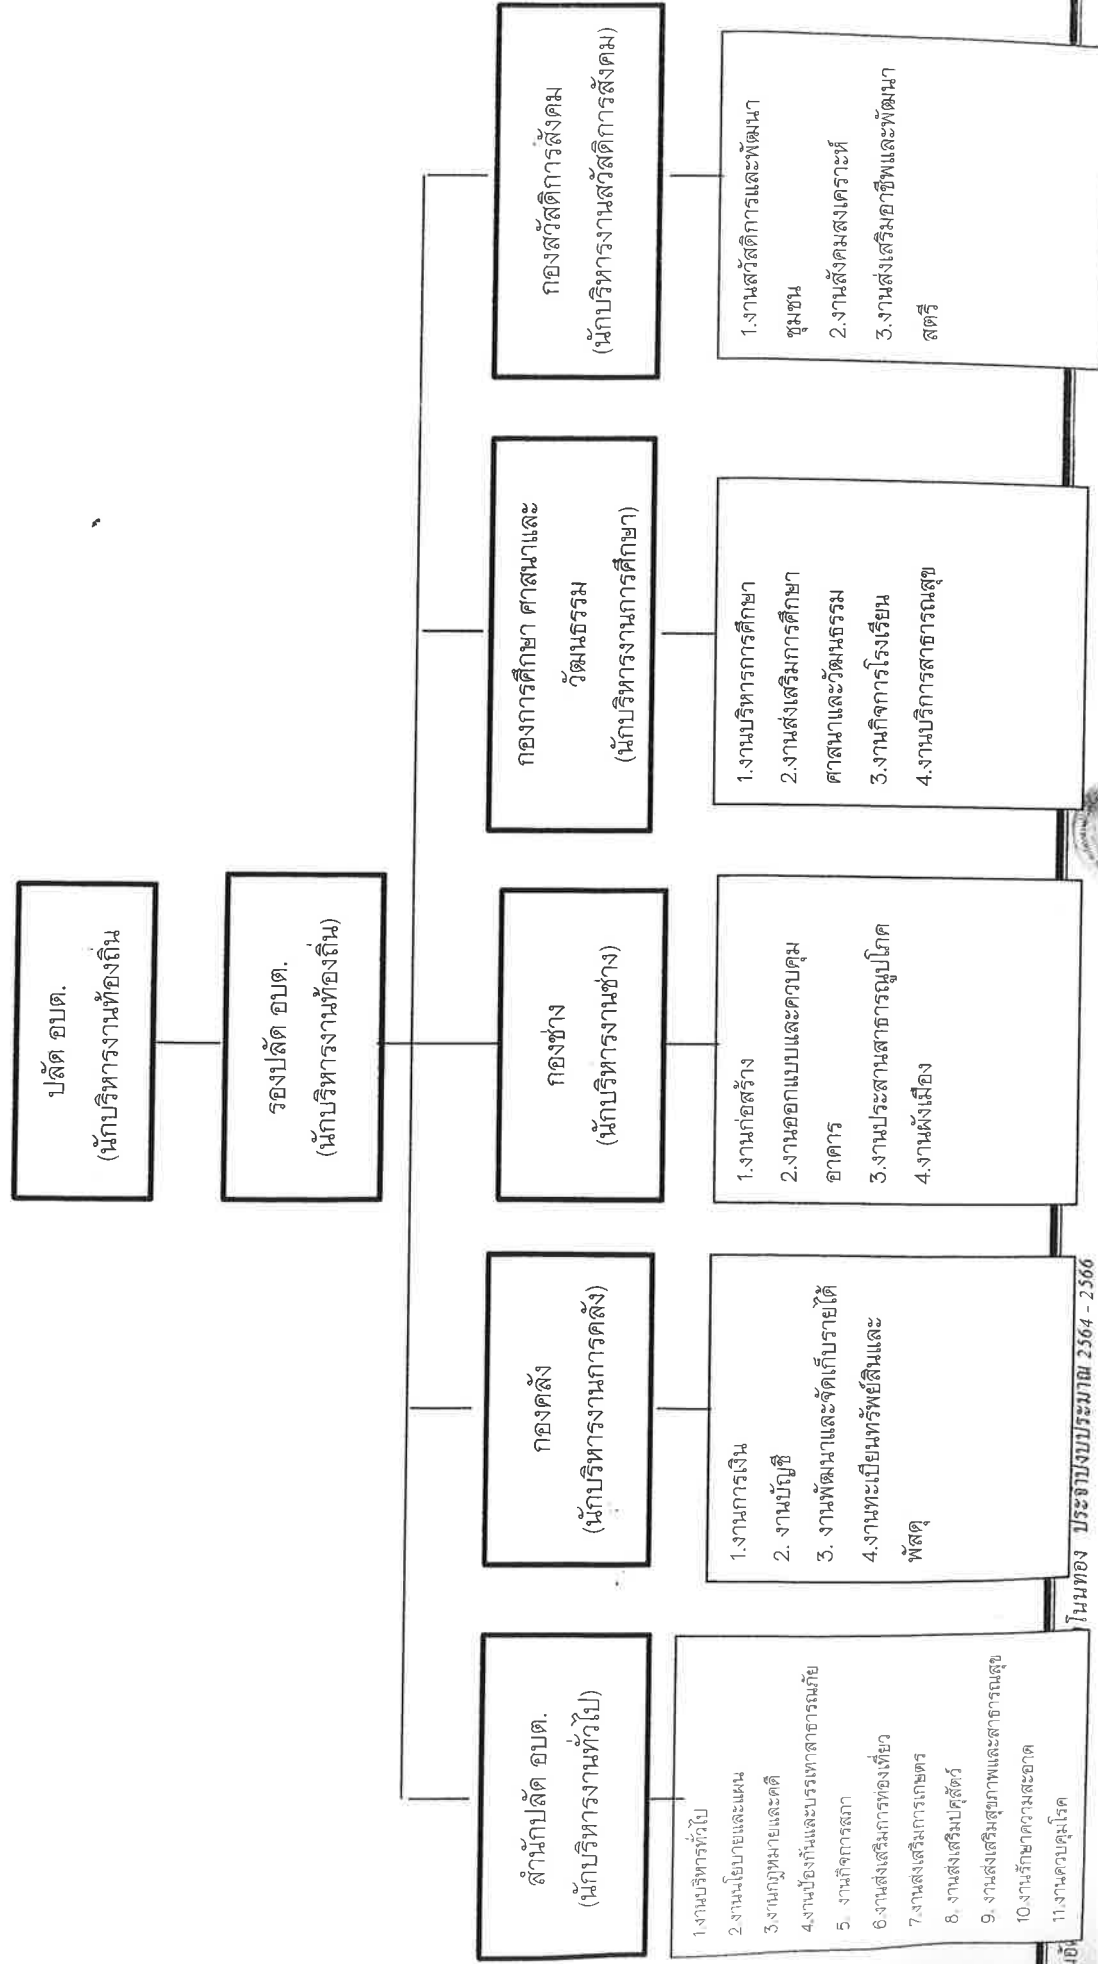 ปลัด อบต.
(นักบริหารงานท้องถิ่น
รองปลัด อบต.
(นักบริหารงานท้องถิ่น)
สำนักปลัด อบต.
(นักบริหารงานทั่วไป)
กองคลัง
(นักบริหารงานการคลัง)
กองช่าง
(นักบริหารงานช่าง)
กองการศึกษา ศาสนาและ
วัฒนธรรม
(นักบริหารงานการศึกษา)
กองสวัสดิการสังคม
(นักบริหารงานสวัสดิการสังคม)
1.งานบริหารทั่วไป
2.งานนโยบายและแผน
3.งานกฎหมายและคดี
4.งานป้องกันและบรรเทาสาธารณภัย
5. งานกิจการสภา
6.งานส่งเสริมการท่องเที่ยว
7.งานส่งเสริมการเกษตร
8. งานส่งเสริมปศุสัตว์
9. งานส่งเสริมสุขภาพและสาธารณสุข
10.งานรักษาความสะอาด
11.งานควบคุมโรค
1.งานการเงิน
2. งานบัญชี
3. งานพัฒนาและจัดเก็บรายได้
4.งานทะเบียนทรัพย์สินและ
พัสดุ
1.งานก่อสร้าง
2.งานออกแบบและควบคุม
อาคาร
3.งานประสานสาธารณูปโภค
4.งานผังเมือง
1.งานบริหารการศึกษา
2.งานส่งเสริมการศึกษา
ศาสนาและวัฒนธรรม
3.งานกิจการโรงเรียน
4.งานบริการสาธารณสุข
1.งานสวัสดิการและพัฒนา
ชุมชน
2.งานสังคมสงเคราะห์
3.งานส่งเสริมอาชีพและพัฒนา
สตรี
โนนทอง ประจำปีงบประมาณ 2564 - 2566